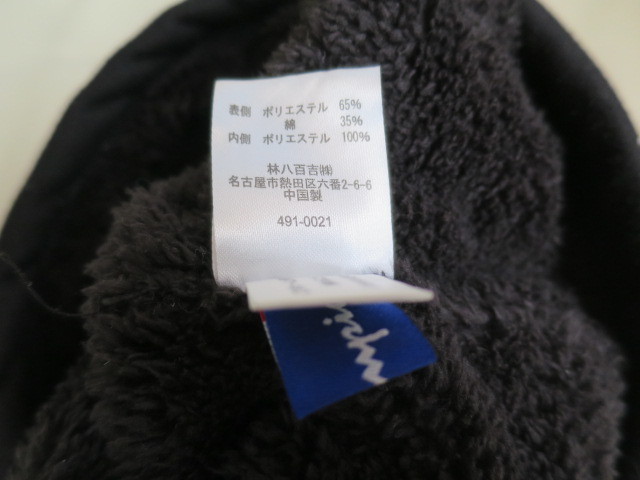 表側 ポリエステル 65%
綿 35%
内側 ポリエステル 100%
林八百吉㈱
名古屋市熱田区六番2-6-6
中国製
491-0021